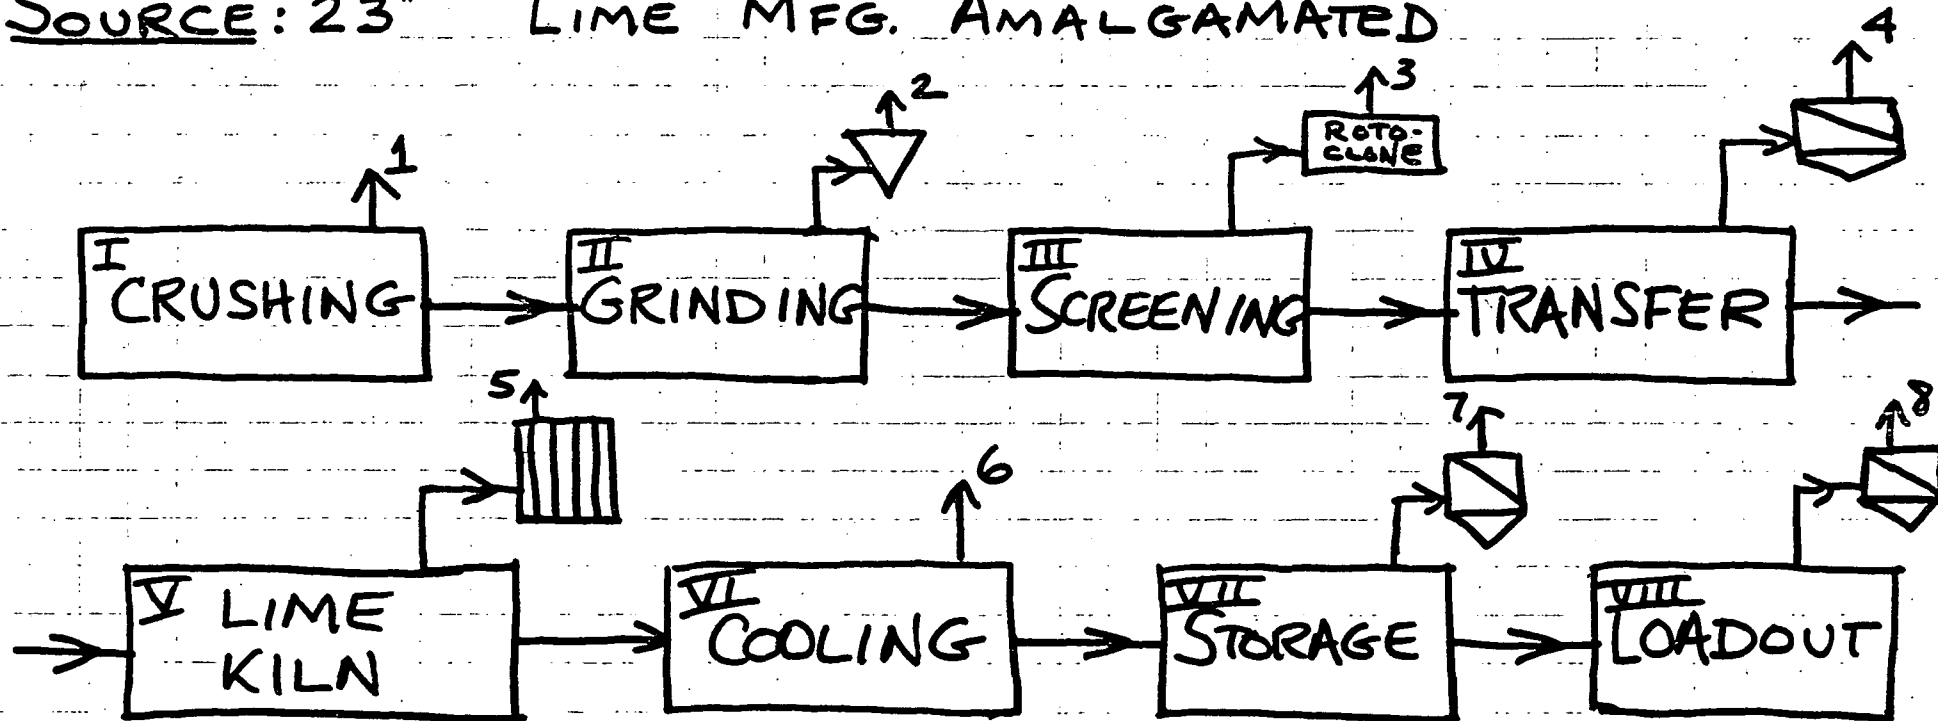 SOURCE: 23" LIME MFG. AMALGAMATED
1
2
3
4
ROTO-
CLONE
I
CRUSHING
II
GRINDING
III
SCREENING
IV
TRANSFER
5
6
7
8
V LIME
KILN
VI
COOLING
VII
STORAGE
VIII
LOADOUT